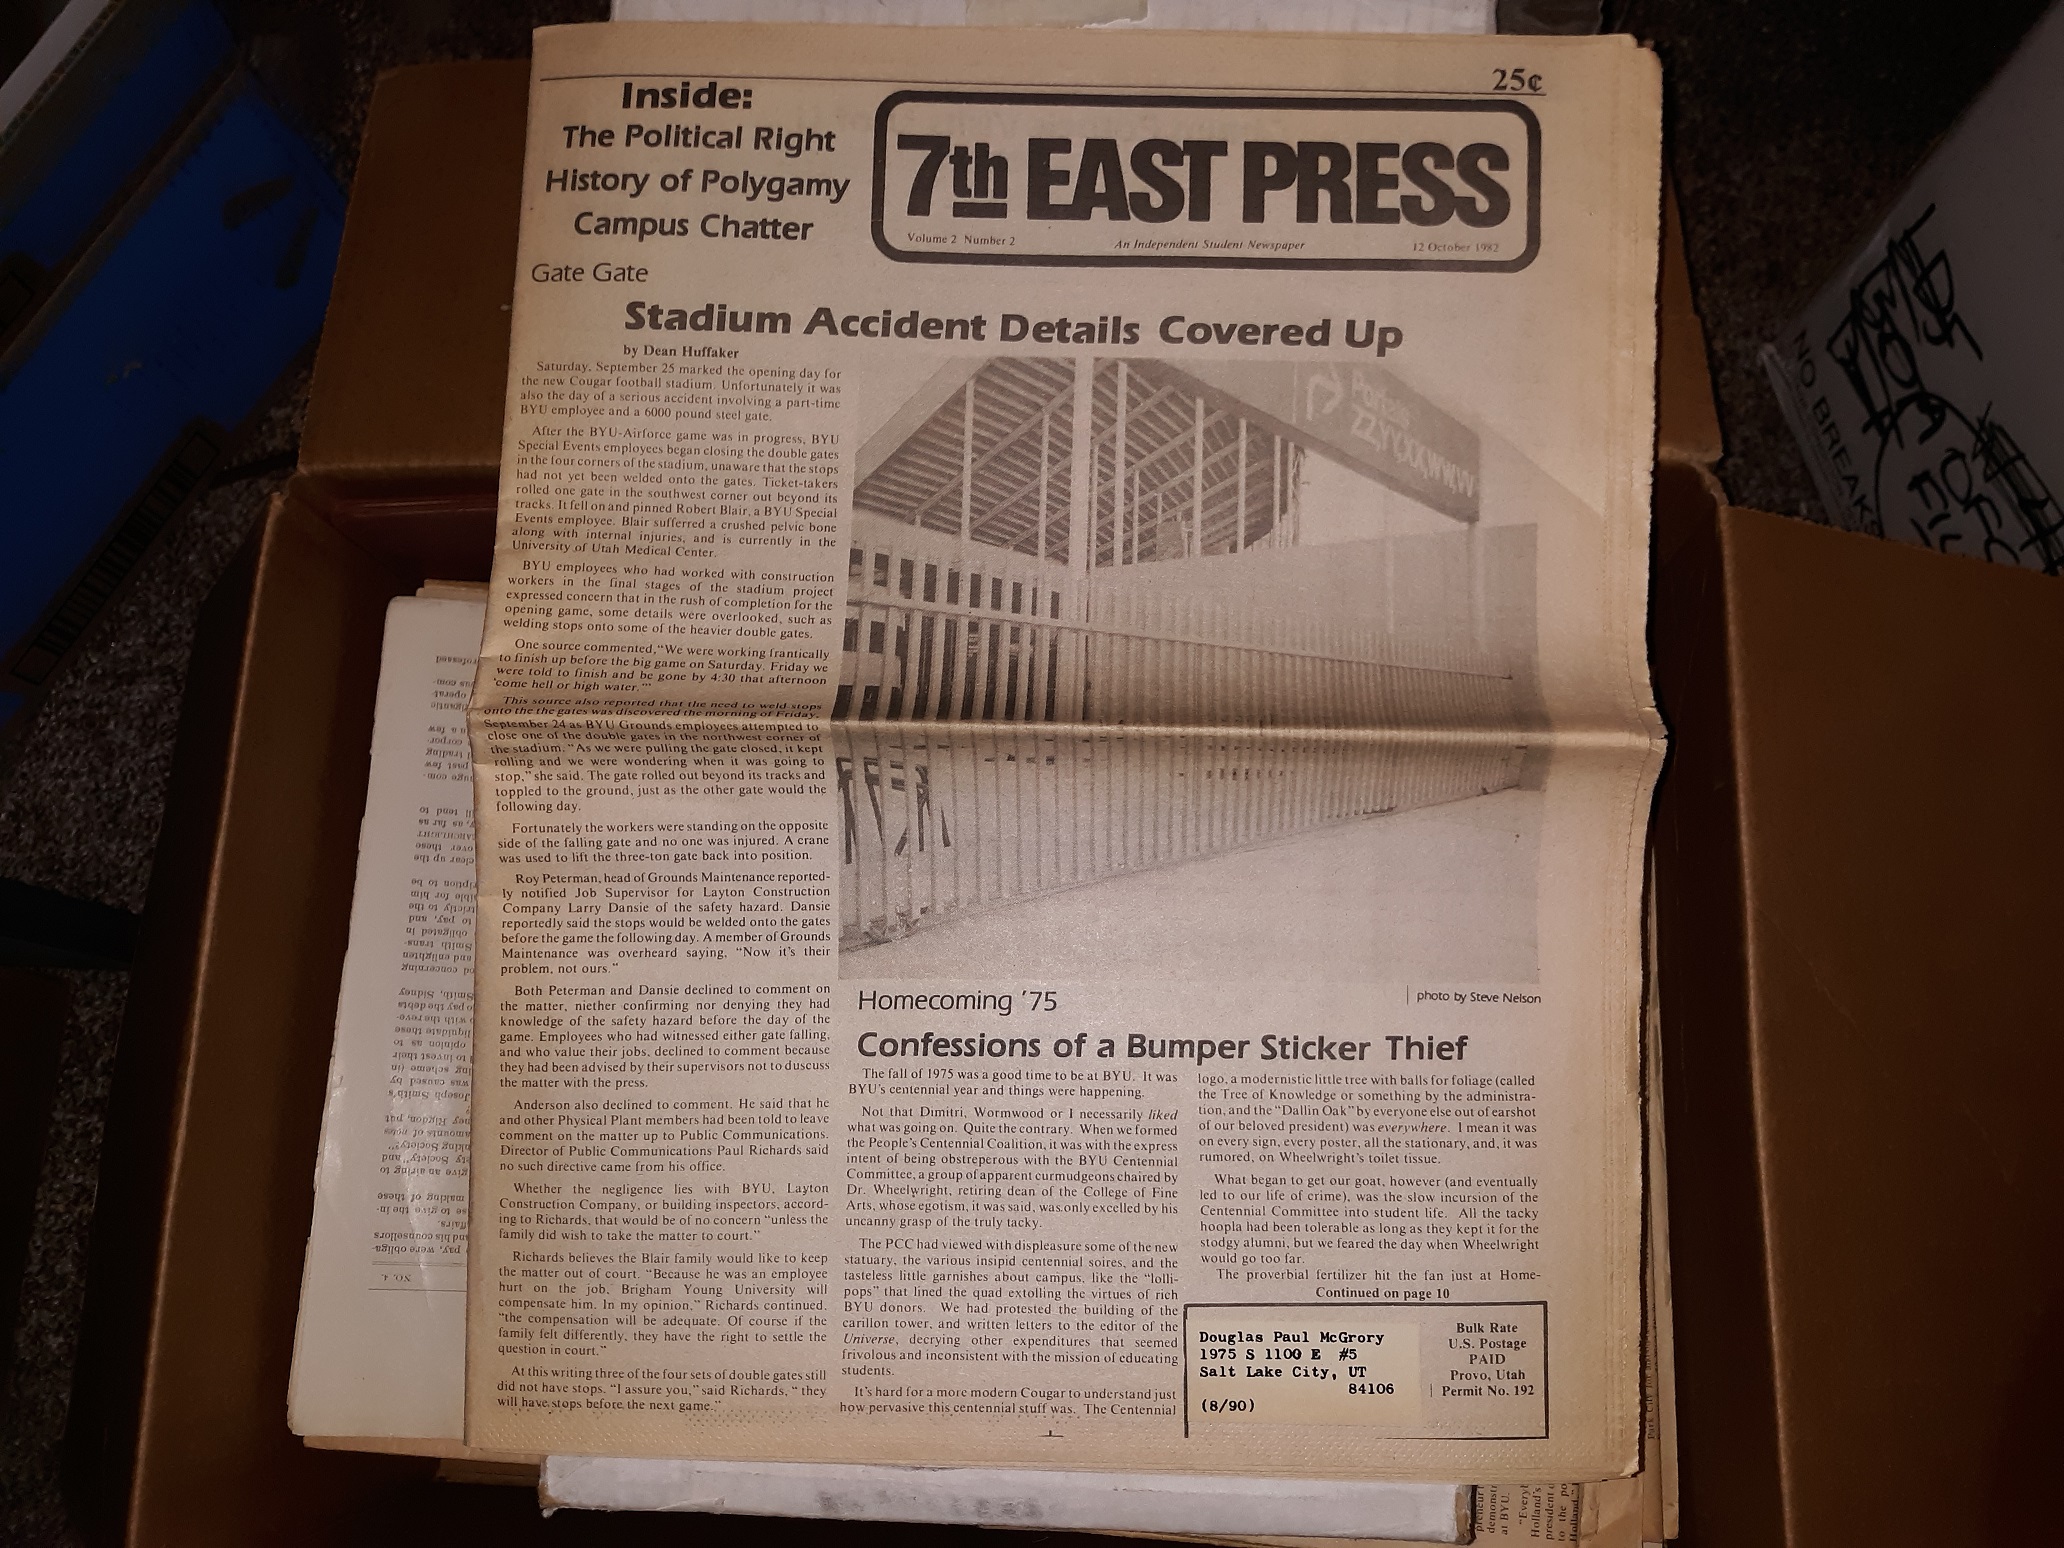 25¢
Inside:
The Political Right
History of Polygamy
Campus Chatter
7th EAST PRESS
Volume 2 Number 2
An Independent Student Newspaper
12 October 1982
Gate Gate
Stadium Accident Details Covered Up
by Dean Huffaker
Saturday, September 25 marked the opening day for
the new Cougar football stadium. Unfortunately it was
also the day of a serious accident involving a part-time
BYU employee and a 6000 pound steel gate.
After the BYU-Airforce game was in progress, BYU
Special Events employees began closing the double gates
in the four corners of the stadium, unaware that the stops
had not yet been welded onto the gates. Ticket-takers
rolled one gate in the southwest corner out beyond its
tracks. It fell on and pinned Robert Blair, a BYU Special
Events employee. Blair sufferred a crushed pelvic bone
along with internal injuries, and is currently in the
University of Utah Medical Center.
BYU employees who had worked with construction
workers in the final stages of the stadium project
expressed concern that in the rush of completion for the
opening game, some details were overlooked, such as
welding stops onto some of the heavier double gates.
One source commented,"We were working frantically
to finish up before the big game on Saturday. Friday we
were told to finish and be gone by 4:30 that afternoon
'come hell or high water.'"
This source also reported that the need to weld stops
onto the the gates was discovered the morning of Friday,
September 24 as BYU Grounds employees attempted to
close one of the double gates in the northwest corner of
the stadium. "As we were pulling the gate closed, it kept
rolling and we were wondering when it was going to
stop," she said. The gate rolled out beyond its tracks and
toppled to the ground, just as the other gate would the
following day.
Fortunately the workers were standing on the opposite
side of the falling gate and no one was injured. A crane
was used to lift the three-ton gate back into position.
Roy Peterman, head of Grounds Maintenance reported-
ly notified Job Supervisor for Layton Construction
Company Larry Dansie of the safety hazard. Dansie
reportedly said the stops would be welded onto the gates
before the game the following day. A member of Grounds
Maintenance was overheard saying, "Now it's their
problem, not ours."
Both Peterman and Dansie declined to comment on
the matter, niether confirming nor denying they had
knowledge of the safety hazard before the day of the
game. Employees who had witnessed either gate falling,
and who value their jobs, declined to comment because
they had been advised by their supervisors not to duscuss
the matter with the press.
Anderson also declined to comment. He said that he
and other Physical Plant members had been told to leave
comment on the matter up to Public Communications.
Director of Public Communications Paul Richards said
no such directive came from his office.
Whether the negligence lies with BYU, Layton
Construction Company, or building inspectors, accord-
ing to Richards, that would be of no concern "unless the
family did wish to take the matter to court."
Richards believes the Blair family would like to keep
the matter out of court. "Because he was an employee
hurt on the job, Brigham Young University will
compensate him. In my opinion," Richards continued,
"the compensation will be adequate. Of course if the
family felt differently, they have the right to settle the
question in court."
At this writing three of the four sets of double gates still
did not have stops. "I assure you," said Richards, " they
will have stops before the next game."
Portals
ZZ,YY,XX,WW,VV
photo by Steve Nelson
Homecoming '75
Confessions of a Bumper Sticker Thief
The fall of 1975 was a good time to be at BYU. It was
BYU's centennial year and things were happening.
Not that Dimitri, Wormwood or I necessarily liked
what was going on. Quite the contrary. When we formed
the People's Centennial Coalition, it was with the express
intent of being obstreperous with the BYU Centennial
Committee, a group of apparent curmudgeons chaired by
Dr. Wheelwright, retiring dean of the College of Fine
Arts, whose egotism, it was said, was only excelled by his
uncanny grasp of the truly tacky.
The PCC had viewed with displeasure some of the new
statuary, the various insipid centennial soires, and the
tasteless little garnishes about campus, like the "lolli-
pops" that lined the quad extolling the virtues of rich
BYU donors. We had protested the building of the
carillon tower, and written letters to the editor of the
Universe, decrying other expenditures that seemed
frivolous and inconsistent with the mission of educating
students.
It's hard for a more modern Cougar to understand just
how pervasive this centennial stuff was. The Centennial
logo, a modernistic little tree with balls for foliage (called
the Tree of Knowledge or something by the administra-
tion, and the "Dallin Oak" by everyone else out of earshot
of our beloved president) was everywhere. I mean it was
on every sign, every poster, all the stationary, and, it was
rumored, on Wheelwright's toilet tissue.
What began to get our goat, however (and eventually
led to our life of crime), was the slow incursion of the
Centennial Committee into student life. All the tacky
hoopla had been tolerable as long as they kept it for the
stodgy alumni, but we feared the day when Wheelwright
would go too far.
The proverbial fertilizer hit the fan just at Home-
Continued on page 10
Douglas Paul McGrory
1975 S 1100 E #5
Salt Lake City, UT
84106
(8/90)
Bulk Rate
U.S. Postage
PAID
Provo, Utah
Permit No. 192
NO BREAK